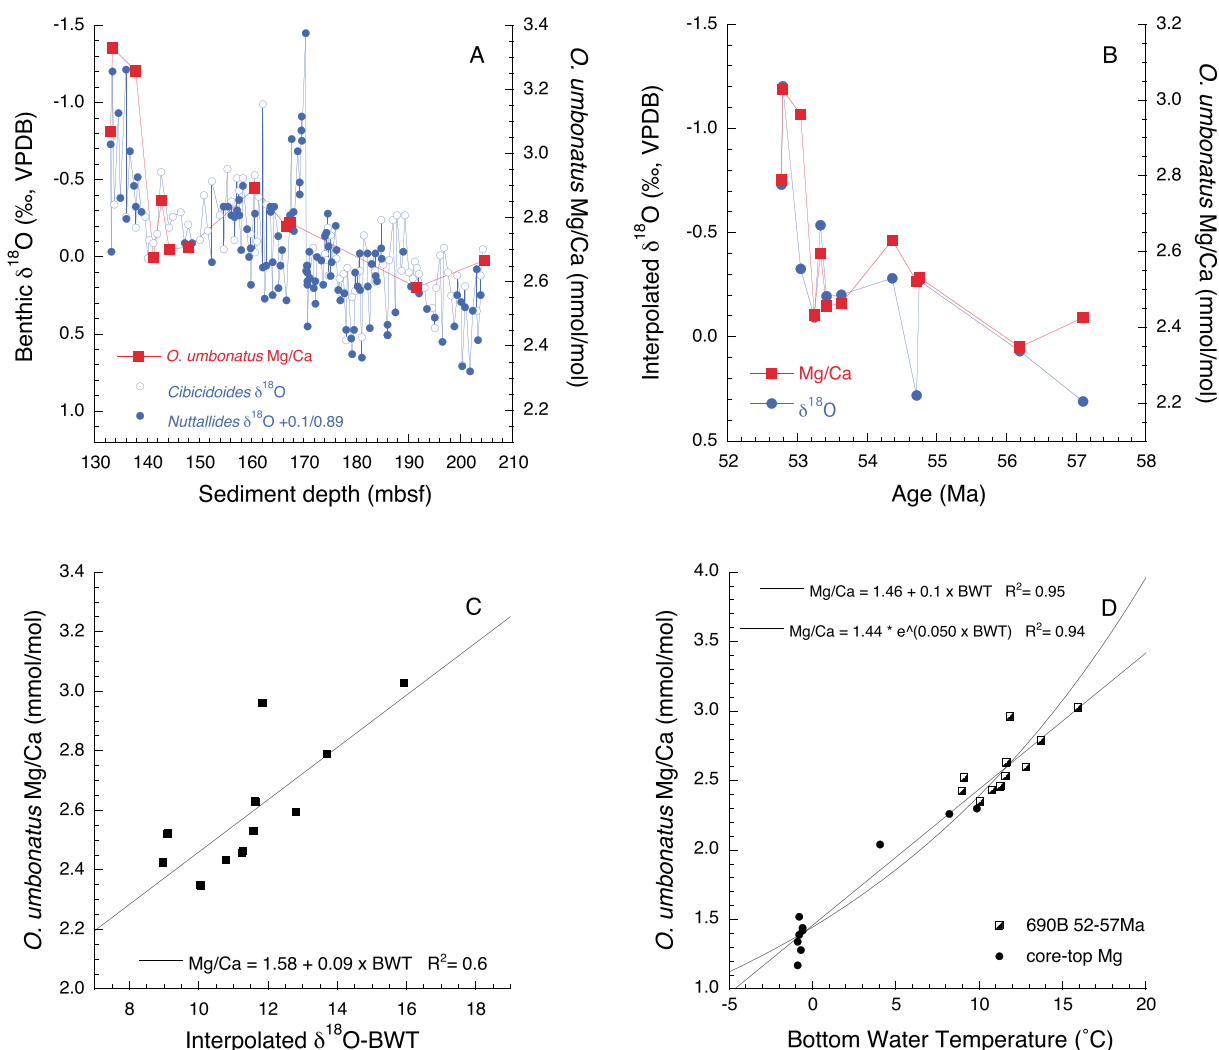 A
-1.5
-1.0
-0.5
0.0
0.5
1.0
Benthic δ18O (‰, VPDB)
3.4
3.2
3.0
2.8
2.6
2.4
2.2
O. umbonatus Mg/Ca (mmol/mol)
O. umbonatus Mg/Ca
Cibicidoides δ18O
Nuttallides δ18O +0.1/0.89
130 140 150 160 170 180 190 200 210
Sediment depth (mbsf)
B
-1.5
-1.0
-0.5
0.0
0.5
Interpolated δ18O (‰, VPDB)
3.2
3.0
2.8
2.6
2.4
2.2
O. umbonatus Mg/Ca (mmol/mol)
Mg/Ca
δ18O
52 53 54 55 56 57 58
Age (Ma)
C
3.4
3.2
3.0
2.8
2.6
2.4
2.2
2.0
O. umbonatus Mg/Ca (mmol/mol)
Mg/Ca = 1.58 + 0.09 x BWT R2= 0.6
8 10 12 14 16 18
Interpolated δ18O-BWT
D
4.0
3.5
3.0
2.5
2.0
1.5
1.0
O. umbonatus Mg/Ca (mmol/mol)
Mg/Ca = 1.46 + 0.1 x BWT R2= 0.95
Mg/Ca = 1.44 * e^(0.050 x BWT) R2= 0.94
690B 52-57Ma
core-top Mg
-5 0 5 10 15 20
Bottom Water Temperature (˚C)